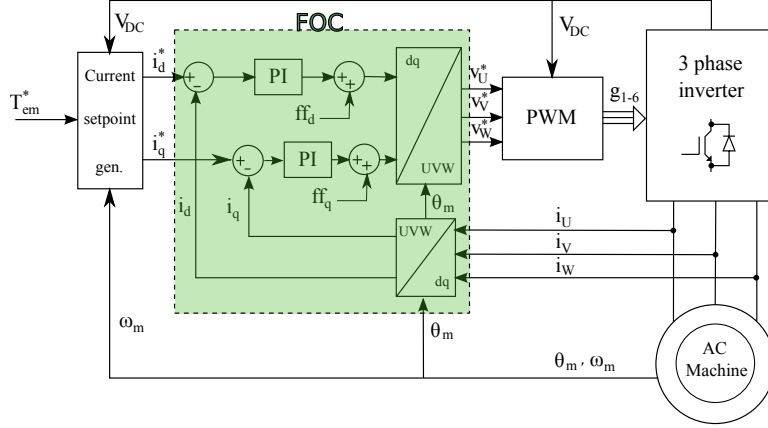 FOC
V_DC
V_DC
3 phase
inverter
Current
setpoint
gen.
T*_em
i*_d
i*_q
+
-
PI
+
+
ff_d
dq
UVW
v*_U
v*_V
v*_W
PWM
g_1-6
+
-
PI
+
+
ff_q
i_d
i_q
θ_m
UVW
dq
i_U
i_V
i_W
ω_m
θ_m
θ_m, ω_m
AC
Machine